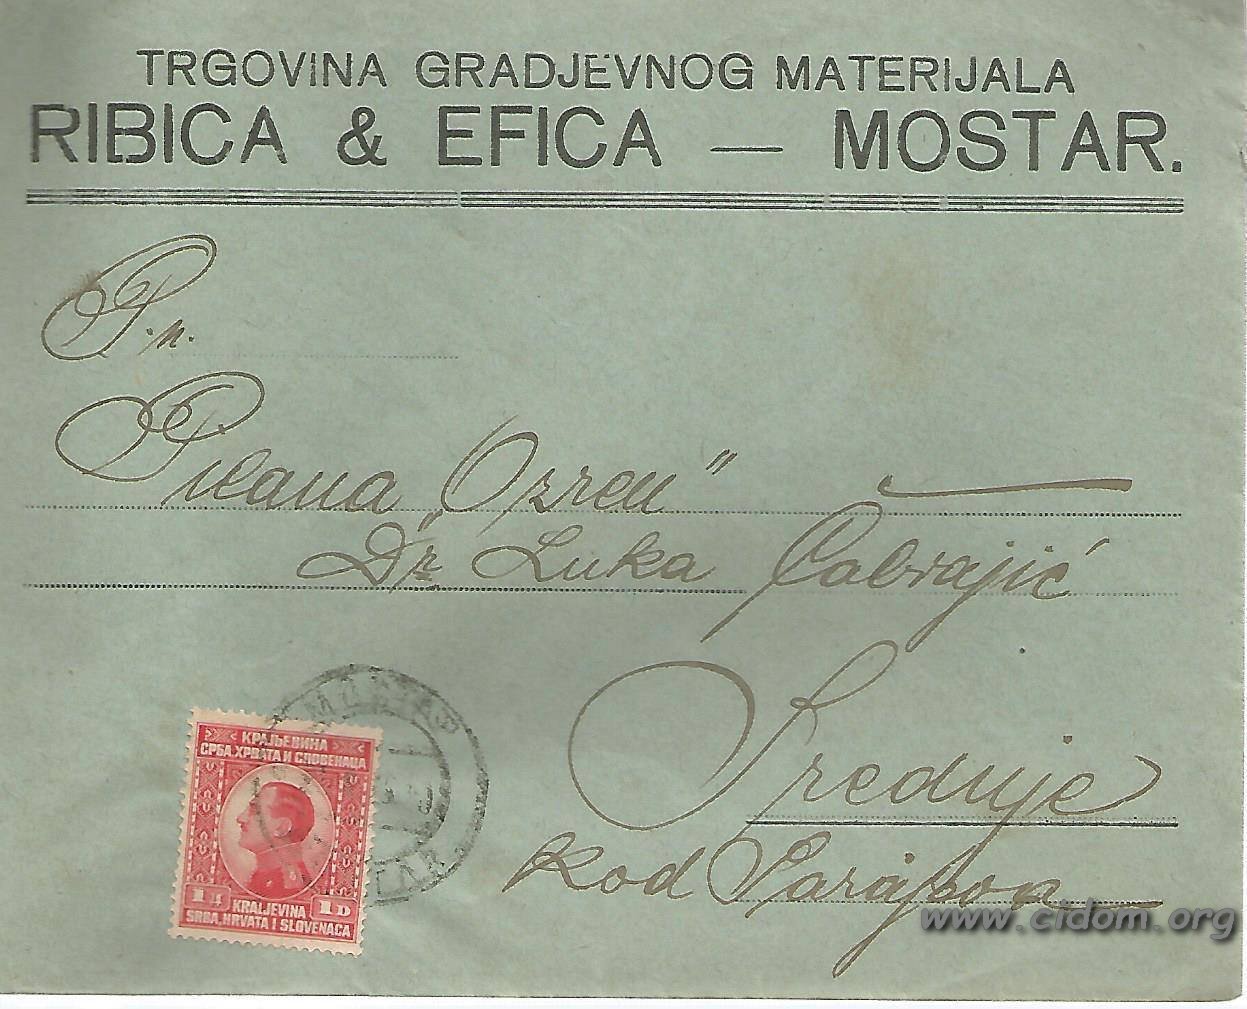 TRGOVINA GRADJEVNOG MATERIJALA
RIBICA & EFICA — MOSTAR.
P.n.
Pilana „Ozren"
Dr. Luka Čabrajić
Srednje
kod Sarajeva
МОСТАР
КРАЉЕВИНА
СРБА, ХРВАТА И СЛОВЕНАЦА
1 Д 1 D
KRALJEVINA
SRBA, HRVATA I SLOVENACA
www.cidom.org